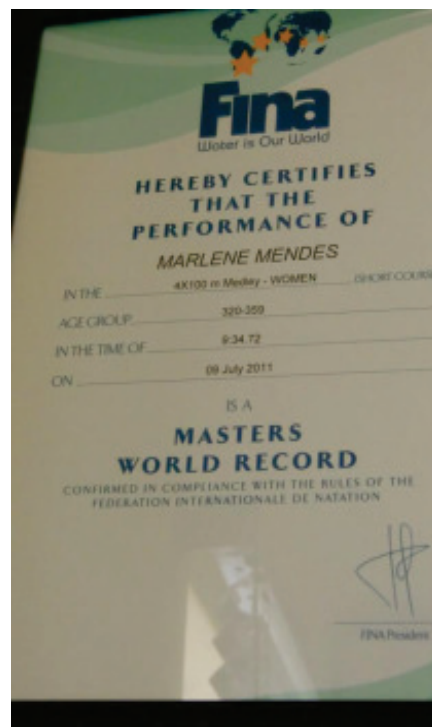 Fina
Water is Our World
HEREBY CERTIFIES
THAT THE
PERFORMANCE OF
MARLENE MENDES
IN THE 4X100 m Medley - WOMEN (SHORT COURSE
AGE GROUP 320-359
IN THE TIME OF 9:34.72
ON 09 July 2011
IS A
MASTERS
WORLD RECORD
CONFIRMED IN COMPLIANCE WITH THE RULES OF THE
FEDERATION INTERNATIONALE DE NATATION
FINA President